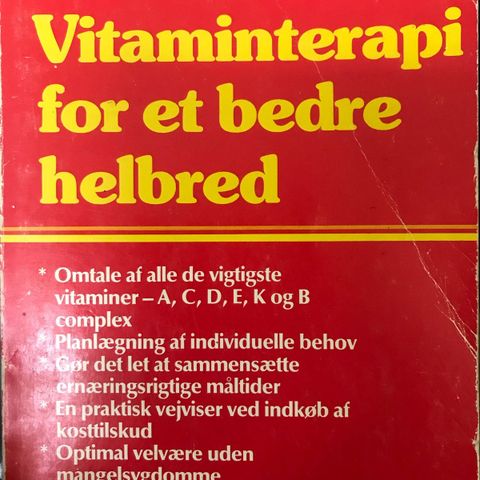 Vitaminterapi
for et bedre
helbred
* Omtale af alle de vigtigste
vitaminer – A, C, D, E, K og B
complex
* Planlægning af individuelle behov
* Gør det let at sammensætte
ernæringsrigtige måltider
* En praktisk vejviser ved indkøb af
kosttilskud
* Optimal velvære uden
mangelsygdomme